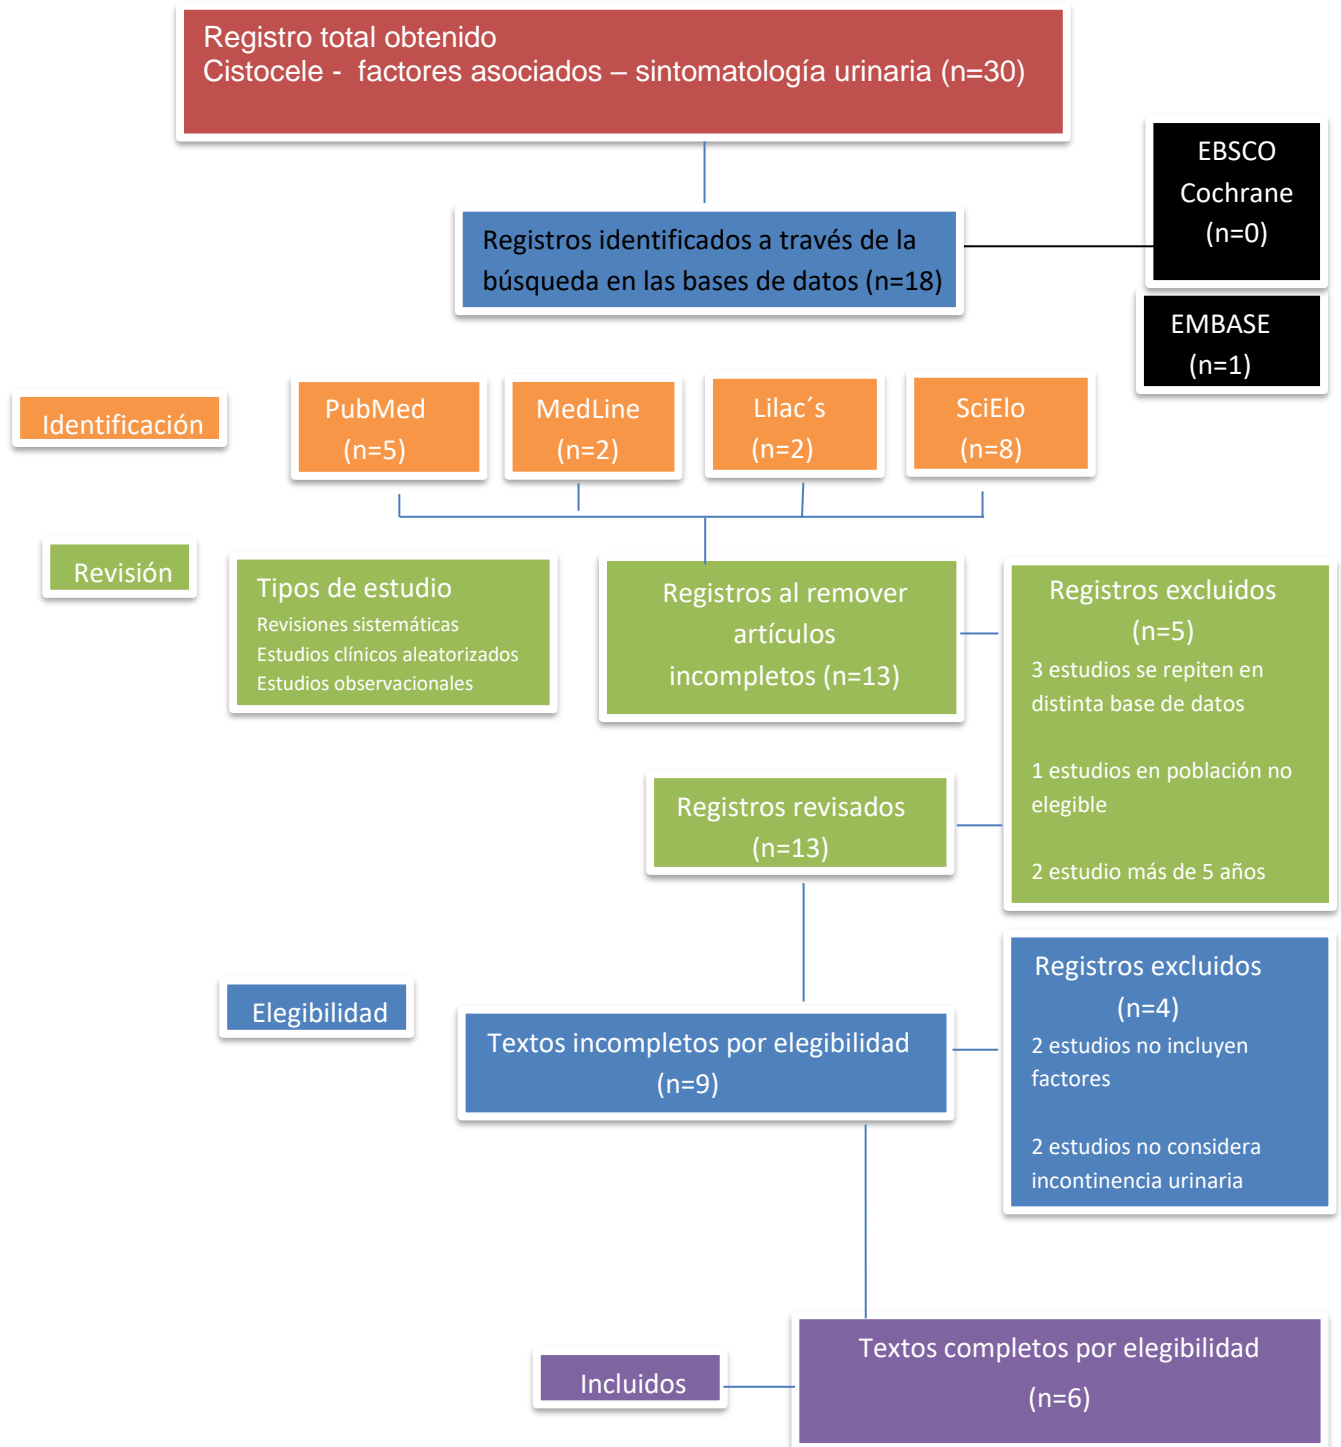 Registro total obtenido
Cistocele - factores asociados – sintomatología urinaria (n=30)
EBSCO
Cochrane
(n=0)
Registros identificados a través de la
búsqueda en las bases de datos (n=18)
EMBASE
(n=1)
Identificación
PubMed
(n=5)
MedLine
(n=2)
Lilac´s
(n=2)
SciElo
(n=8)
Revisión
Tipos de estudio
Revisiones sistemáticas
Estudios clínicos aleatorizados
Estudios observacionales
Registros al remover
artículos
incompletos (n=13)
Registros excluidos
(n=5)
3 estudios se repiten en
distinta base de datos
1 estudios en población no
elegible
2 estudio más de 5 años
Registros revisados
(n=13)
Elegibilidad
Textos incompletos por elegibilidad
(n=9)
Registros excluidos
(n=4)
2 estudios no incluyen
factores
2 estudios no considera
incontinencia urinaria
Incluidos
Textos completos por elegibilidad
(n=6)